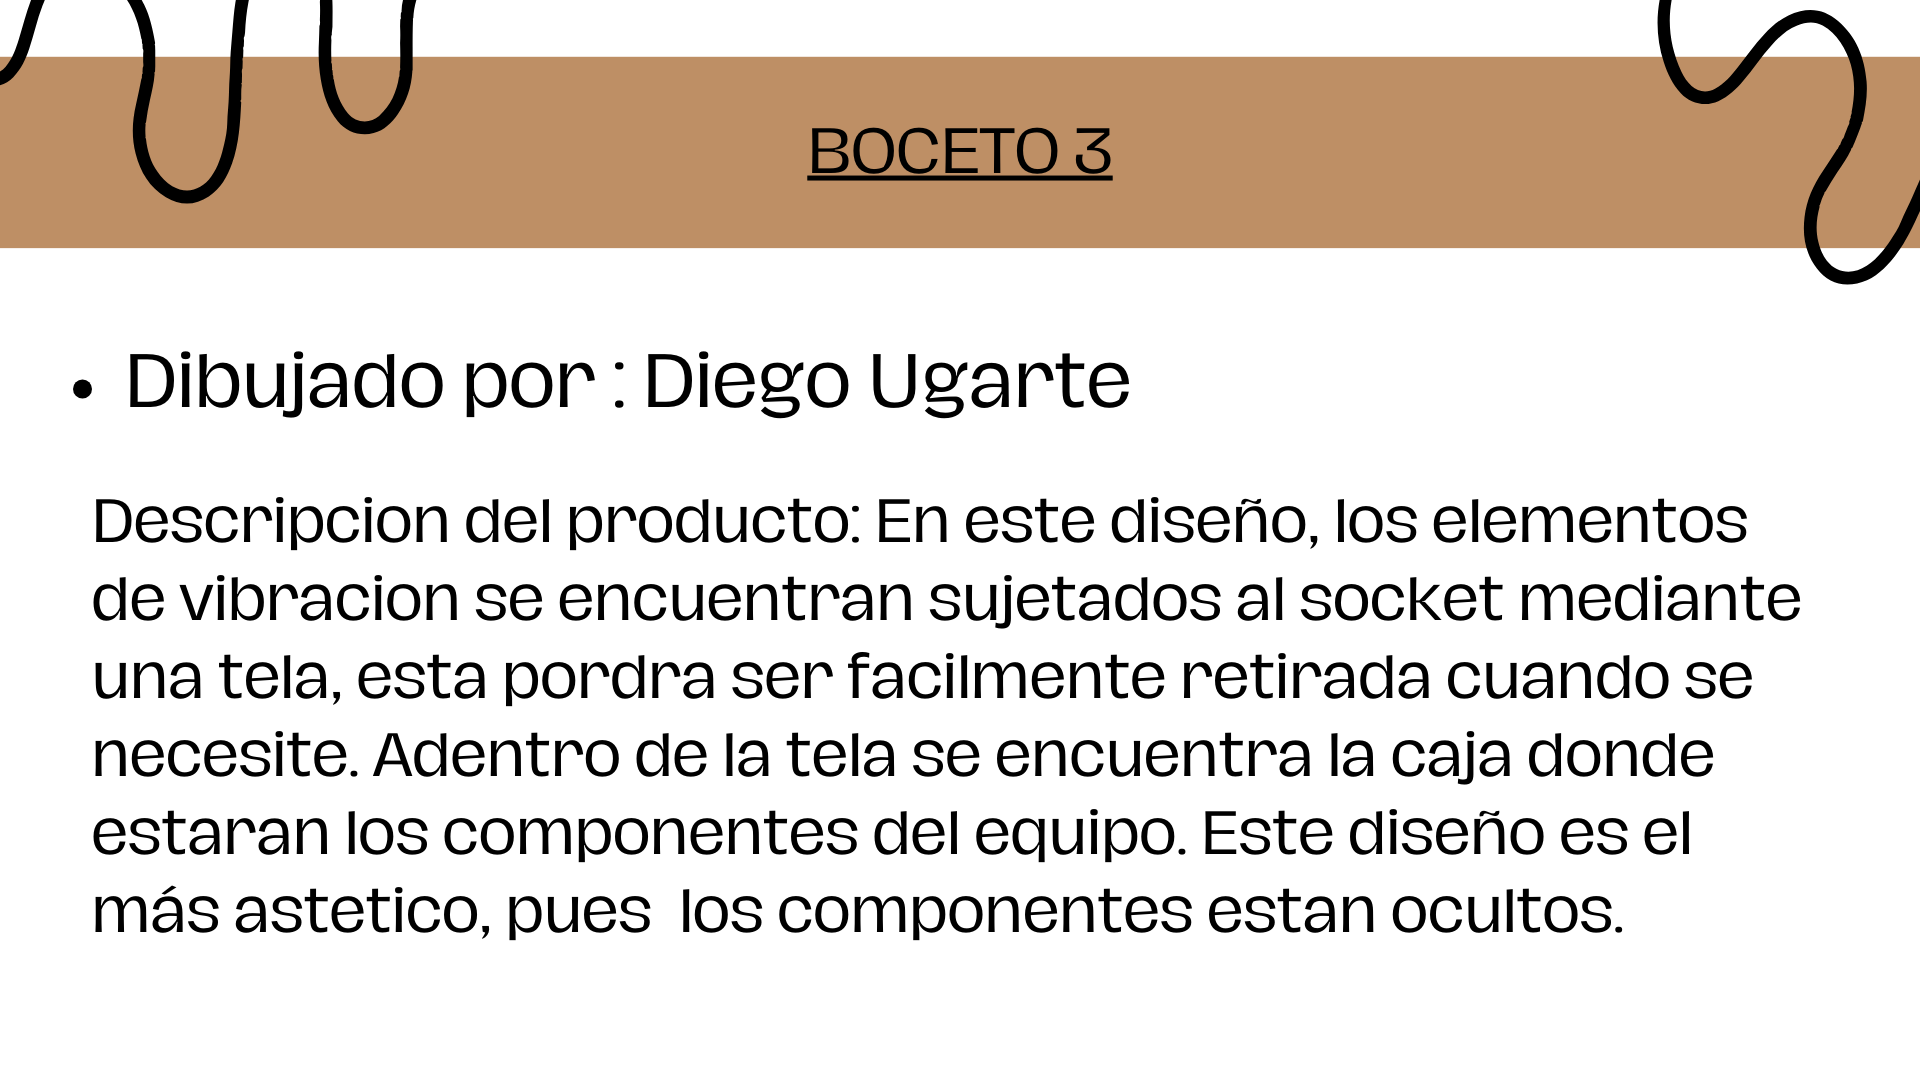 BOCETO 3
• Dibujado por : Diego Ugarte
Descripcion del producto: En este diseño, los elementos
de vibracion se encuentran sujetados al socket mediante
una tela, esta pordra ser facilmente retirada cuando se
necesite. Adentro de la tela se encuentra la caja donde
estaran los componentes del equipo. Este diseño es el
más astetico, pues  los componentes estan ocultos.